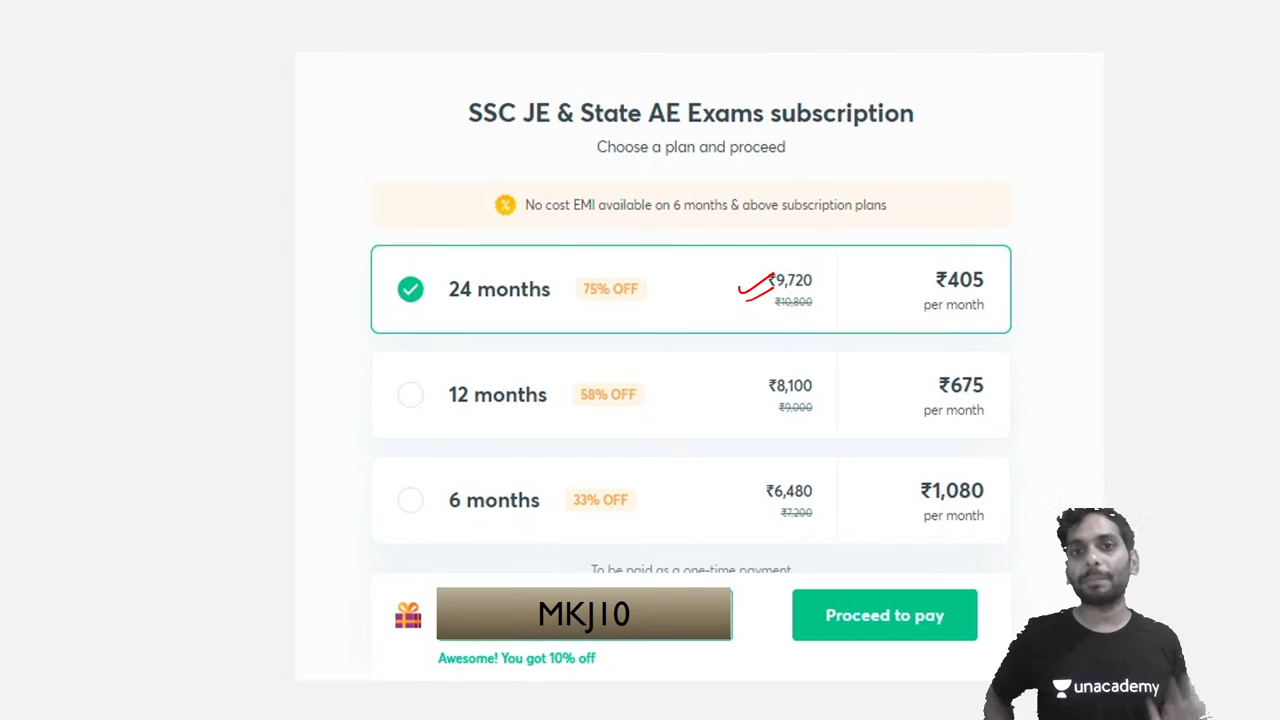 SSC JE & State AE Exams subscription
Choose a plan and proceed
% No cost EMI available on 6 months & above subscription plans
24 months 75% OFF ₹9,720 ₹405
₹10,800 per month
12 months 58% OFF ₹8,100 ₹675
₹9,000 per month
6 months 33% OFF ₹6,480 ₹1,080
₹7,200 per month
To be paid as a one-time payment
MKJ10 Proceed to pay
Awesome! You got 10% off
unacademy